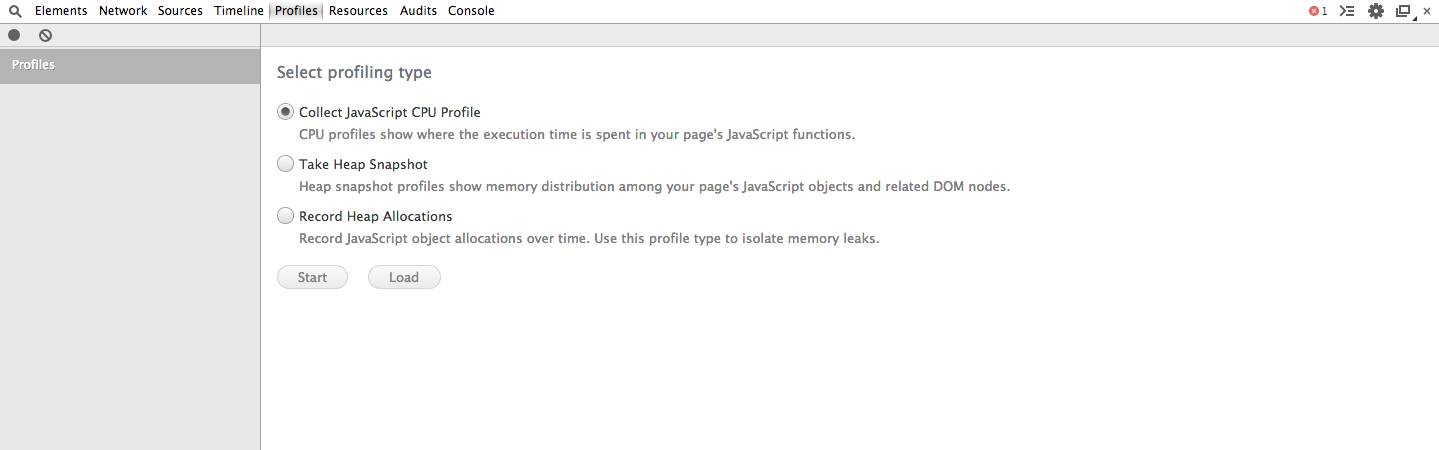 Elements Network Sources Timeline Profiles Resources Audits Console 1
Profiles
Select profiling type
Collect JavaScript CPU Profile
CPU profiles show where the execution time is spent in your page's JavaScript functions.
Take Heap Snapshot
Heap snapshot profiles show memory distribution among your page's JavaScript objects and related DOM nodes.
Record Heap Allocations
Record JavaScript object allocations over time. Use this profile type to isolate memory leaks.
Start Load